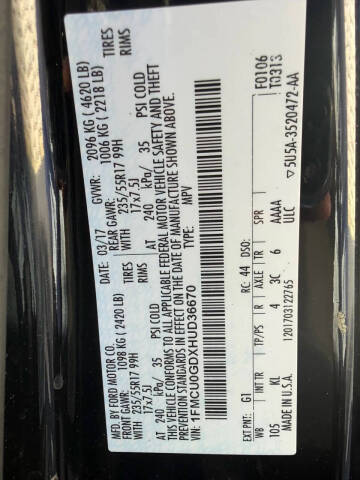 MFD. BY FORD MOTOR CO.
DATE: 03/17 GVWR: 2096 KG ( 4620 LB)
FRONT GAWR: 1098 KG (2420 LB) REAR GAWR: 1006 KG ( 2218 LB)
235/55R17 99H WITH 235/55R17 99H TIRES
17x7.5J RIMS 17x7.5J RIMS
AT 240 kPa/ 35 PSI COLD AT 240 kPa/ 35 PSI COLD
THIS VEHICLE CONFORMS TO ALL APPLICABLE FEDERAL MOTOR VEHICLE SAFETY AND THEFT
PREVENTION STANDARDS IN EFFECT ON THE DATE OF MANUFACTURE SHOWN ABOVE.
VIN: 1FMCU0GDXHUD36670
F0106
T0313
EXT PNT: G1 RC: 44 DSO:
WB INT TR TP/PS R AXLE TR SPR
105 KL 4 3C 6 AAAA
ULC
MADE IN U.S.A. 1201703122765
5U5A-3520472-AA